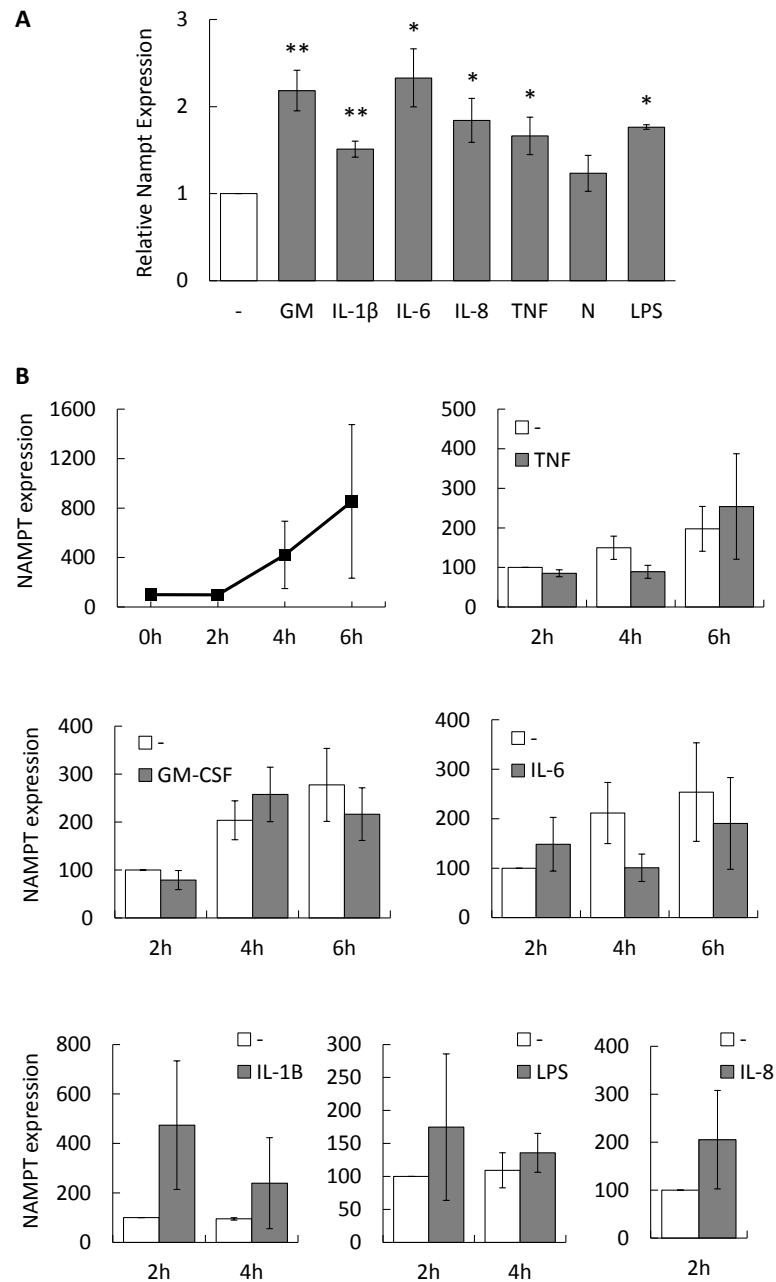 A
Relative Nampt Expression
3
2
1
0
**
**
*
*
*
*
- GM IL-1β IL-6 IL-8 TNF N LPS
B
NAMPT expression
1600
1200
800
400
0
0h 2h 4h 6h
500
400
300
200
100
0
-
TNF
2h 4h 6h
NAMPT expression
400
300
200
100
0
-
GM-CSF
2h 4h 6h
400
300
200
100
0
-
IL-6
2h 4h 6h
NAMPT expression
800
600
400
200
0
-
IL-1B
2h 4h
300
250
200
150
100
50
0
-
LPS
2h 4h
400
300
200
100
0
-
IL-8
2h